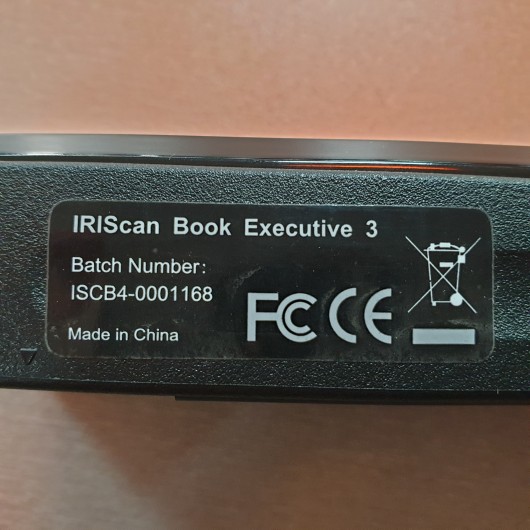 IRIScan Book Executive 3
Batch Number:
ISCB4-0001168
FC CE
Made in China